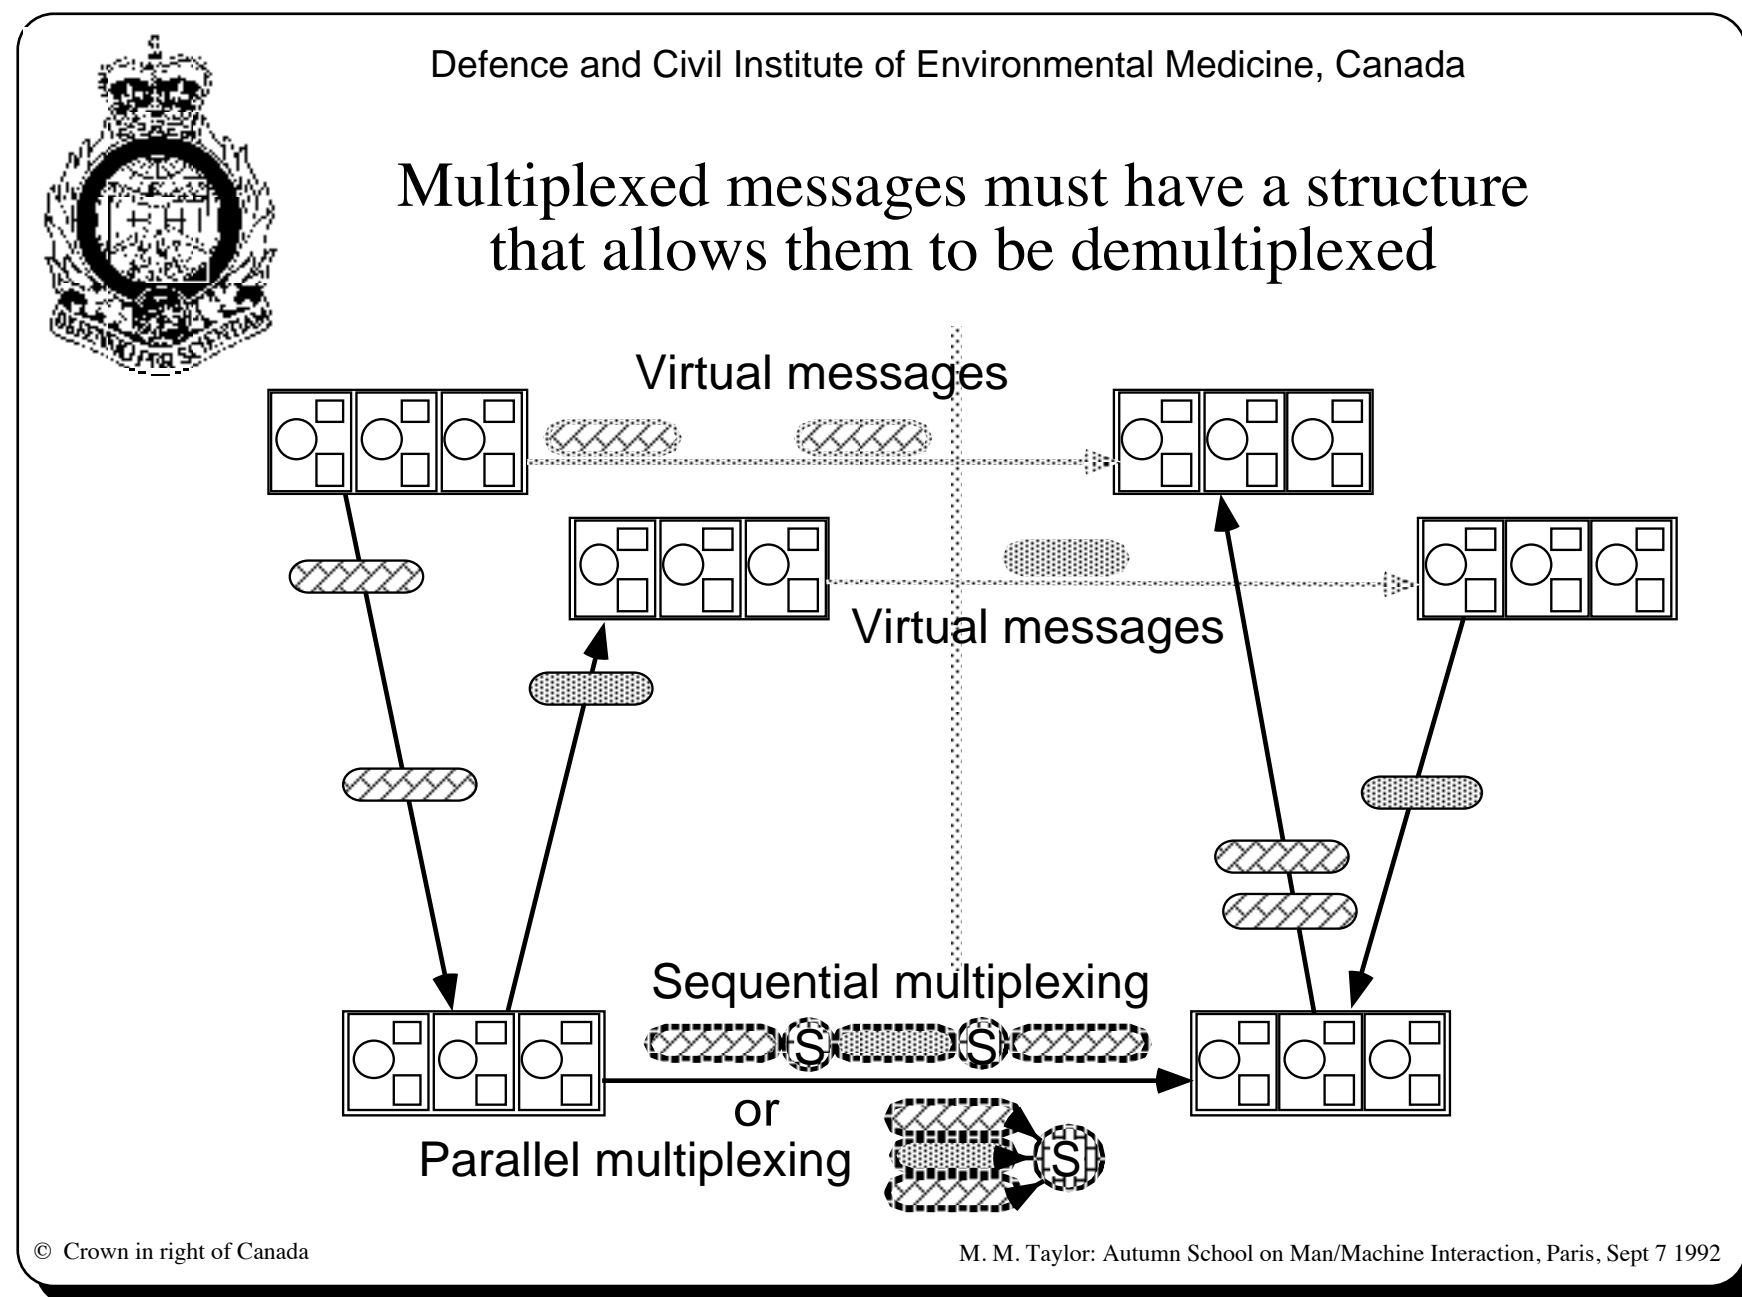 Defence and Civil Institute of Environmental Medicine, Canada
Multiplexed messages must have a structure
that allows them to be demultiplexed
Virtual messages
Virtual messages
Sequential multiplexing
S
S
or
Parallel multiplexing
S
© Crown in right of Canada
M. M. Taylor: Autumn School on Man/Machine Interaction, Paris, Sept 7 1992